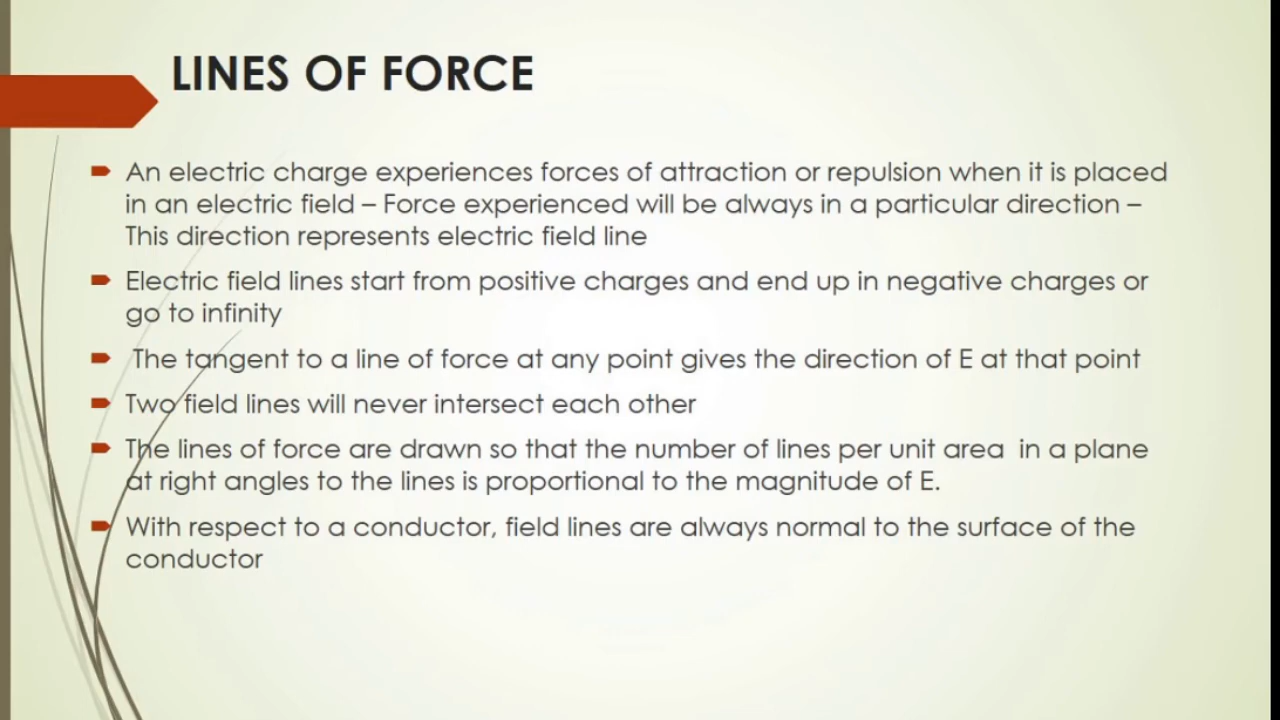 LINES OF FORCE
An electric charge experiences forces of attraction or repulsion when it is placed
in an electric field – Force experienced will be always in a particular direction –
This direction represents electric field line
Electric field lines start from positive charges and end up in negative charges or
go to infinity
The tangent to a line of force at any point gives the direction of E at that point
Two field lines will never intersect each other
The lines of force are drawn so that the number of lines per unit area  in a plane
at right angles to the lines is proportional to the magnitude of E.
With respect to a conductor, field lines are always normal to the surface of the
conductor